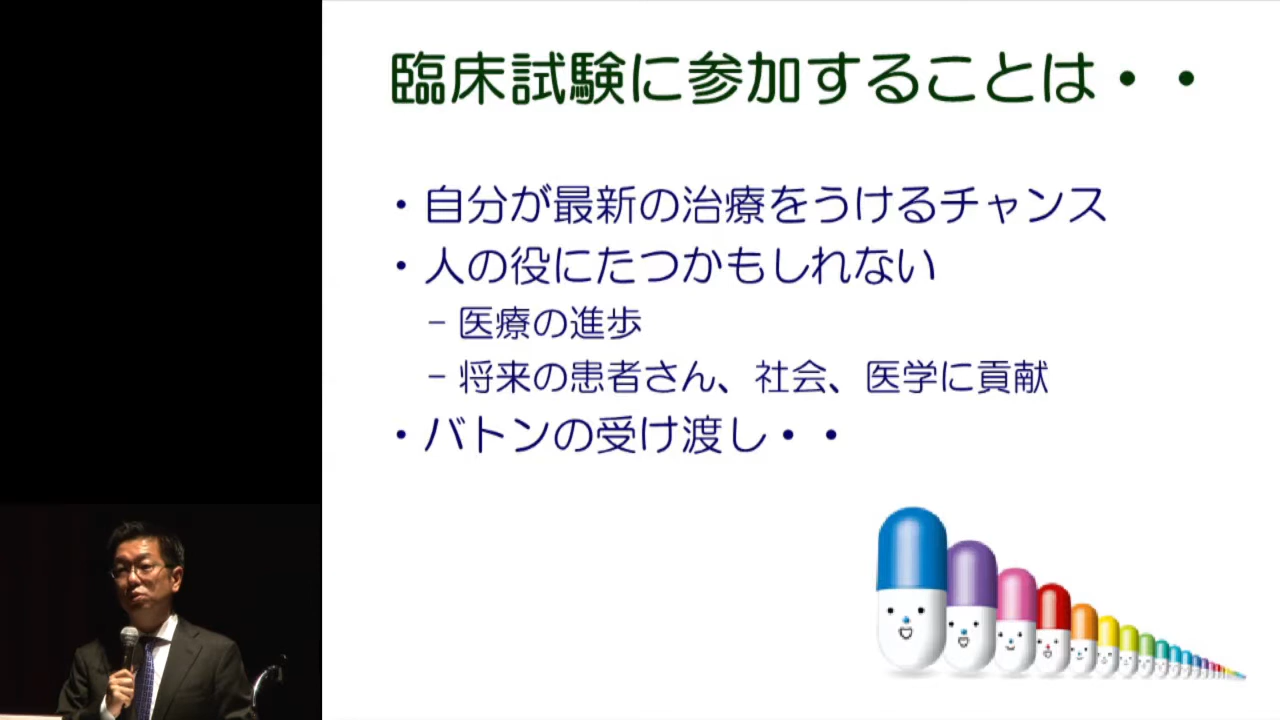 臨床試験に参加することは・・
・自分が最新の治療をうけるチャンス
・人の役にたつかもしれない
– 医療の進歩
– 将来の患者さん、社会、医学に貢献
・バトンの受け渡し・・